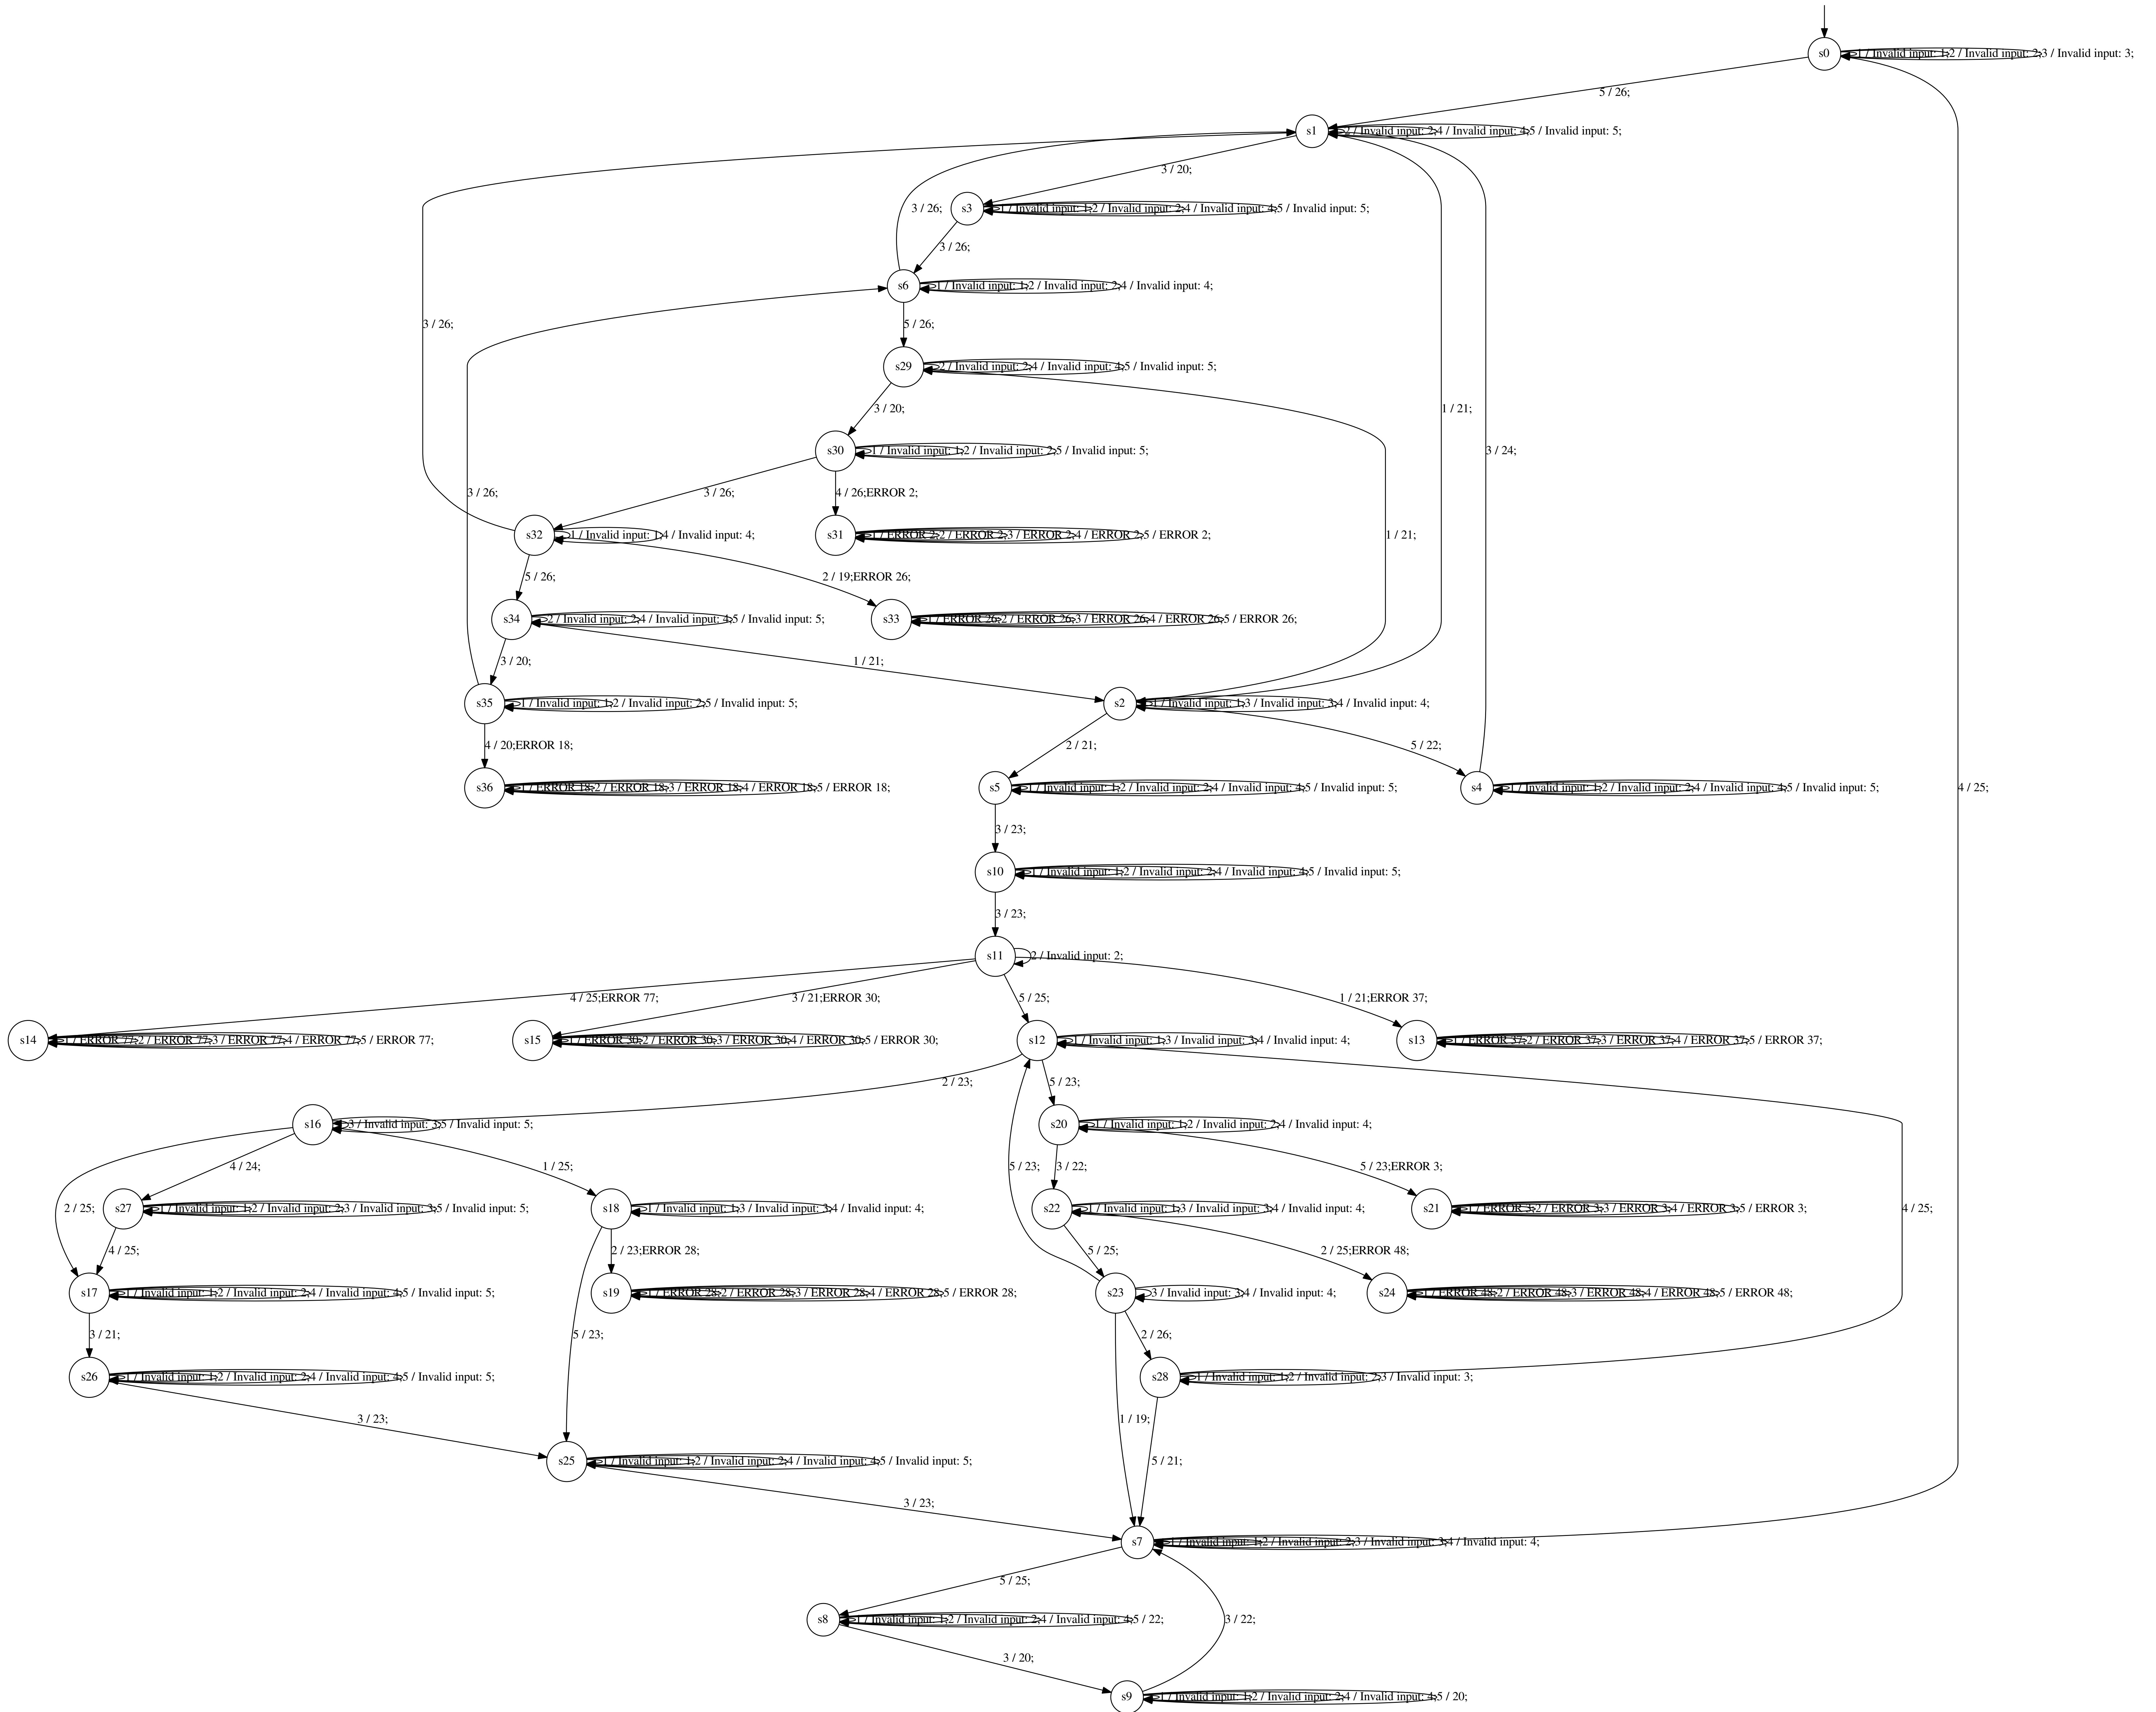 s0
1 / Invalid input: 1;
2 / Invalid input: 2;
3 / Invalid input: 3;
5 / 26;
s1
2 / Invalid input: 2;
4 / Invalid input: 4;
5 / Invalid input: 5;
3 / 20;
s3
1 / Invalid input: 1;
2 / Invalid input: 2;
4 / Invalid input: 4;
5 / Invalid input: 5;
3 / 26;
3 / 26;
s6
1 / Invalid input: 1;
2 / Invalid input: 2;
4 / Invalid input: 4;
3 / 26;
5 / 26;
s29
2 / Invalid input: 2;
4 / Invalid input: 4;
5 / Invalid input: 5;
3 / 20;
1 / 21;
s30
1 / Invalid input: 1;
2 / Invalid input: 2;
5 / Invalid input: 5;
3 / 24;
3 / 26;
3 / 26;
4 / 26;ERROR 2;
s32
1 / Invalid input: 1;
4 / Invalid input: 4;
s31
1 / ERROR 2;
2 / ERROR 2;
3 / ERROR 2;
4 / ERROR 2;
5 / ERROR 2;
1 / 21;
5 / 26;
2 / 19;ERROR 26;
s34
2 / Invalid input: 2;
4 / Invalid input: 4;
5 / Invalid input: 5;
s33
1 / ERROR 26;
2 / ERROR 26;
3 / ERROR 26;
4 / ERROR 26;
5 / ERROR 26;
3 / 20;
1 / 21;
s35
1 / Invalid input: 1;
2 / Invalid input: 2;
5 / Invalid input: 5;
s2
1 / Invalid input: 1;
3 / Invalid input: 3;
4 / Invalid input: 4;
4 / 20;ERROR 18;
2 / 21;
5 / 22;
s36
1 / ERROR 18;
2 / ERROR 18;
3 / ERROR 18;
4 / ERROR 18;
5 / ERROR 18;
s5
1 / Invalid input: 1;
2 / Invalid input: 2;
4 / Invalid input: 4;
5 / Invalid input: 5;
s4
1 / Invalid input: 1;
2 / Invalid input: 2;
4 / Invalid input: 4;
5 / Invalid input: 5;
4 / 25;
3 / 23;
s10
1 / Invalid input: 1;
2 / Invalid input: 2;
4 / Invalid input: 4;
5 / Invalid input: 5;
3 / 23;
s11
2 / Invalid input: 2;
4 / 25;ERROR 77;
3 / 21;ERROR 30;
5 / 25;
1 / 21;ERROR 37;
s14
1 / ERROR 77;
2 / ERROR 77;
3 / ERROR 77;
4 / ERROR 77;
5 / ERROR 77;
s15
1 / ERROR 30;
2 / ERROR 30;
3 / ERROR 30;
4 / ERROR 30;
5 / ERROR 30;
s12
1 / Invalid input: 1;
3 / Invalid input: 3;
4 / Invalid input: 4;
s13
1 / ERROR 37;
2 / ERROR 37;
3 / ERROR 37;
4 / ERROR 37;
5 / ERROR 37;
2 / 23;
5 / 23;
s16
3 / Invalid input: 3;
5 / Invalid input: 5;
s20
1 / Invalid input: 1;
2 / Invalid input: 2;
4 / Invalid input: 4;
4 / 24;
1 / 25;
5 / 23;
3 / 22;
5 / 23;ERROR 3;
2 / 25;
s27
1 / Invalid input: 1;
2 / Invalid input: 2;
3 / Invalid input: 3;
5 / Invalid input: 5;
s18
1 / Invalid input: 1;
3 / Invalid input: 3;
4 / Invalid input: 4;
s22
1 / Invalid input: 1;
3 / Invalid input: 3;
4 / Invalid input: 4;
s21
1 / ERROR 3;
2 / ERROR 3;
3 / ERROR 3;
4 / ERROR 3;
5 / ERROR 3;
4 / 25;
4 / 25;
2 / 23;ERROR 28;
5 / 25;
2 / 25;ERROR 48;
s17
1 / Invalid input: 1;
2 / Invalid input: 2;
4 / Invalid input: 4;
5 / Invalid input: 5;
s19
1 / ERROR 28;
2 / ERROR 28;
3 / ERROR 28;
4 / ERROR 28;
5 / ERROR 28;
s23
3 / Invalid input: 3;
4 / Invalid input: 4;
s24
1 / ERROR 48;
2 / ERROR 48;
3 / ERROR 48;
4 / ERROR 48;
5 / ERROR 48;
3 / 21;
5 / 23;
2 / 26;
s26
1 / Invalid input: 1;
2 / Invalid input: 2;
4 / Invalid input: 4;
5 / Invalid input: 5;
s28
1 / Invalid input: 1;
2 / Invalid input: 2;
3 / Invalid input: 3;
3 / 23;
1 / 19;
s25
1 / Invalid input: 1;
2 / Invalid input: 2;
4 / Invalid input: 4;
5 / Invalid input: 5;
5 / 21;
3 / 23;
s7
1 / Invalid input: 1;
2 / Invalid input: 2;
3 / Invalid input: 3;
4 / Invalid input: 4;
5 / 25;
s8
1 / Invalid input: 1;
2 / Invalid input: 2;
4 / Invalid input: 4;
5 / 22;
3 / 22;
3 / 20;
s9
1 / Invalid input: 1;
2 / Invalid input: 2;
4 / Invalid input: 4;
5 / 20;